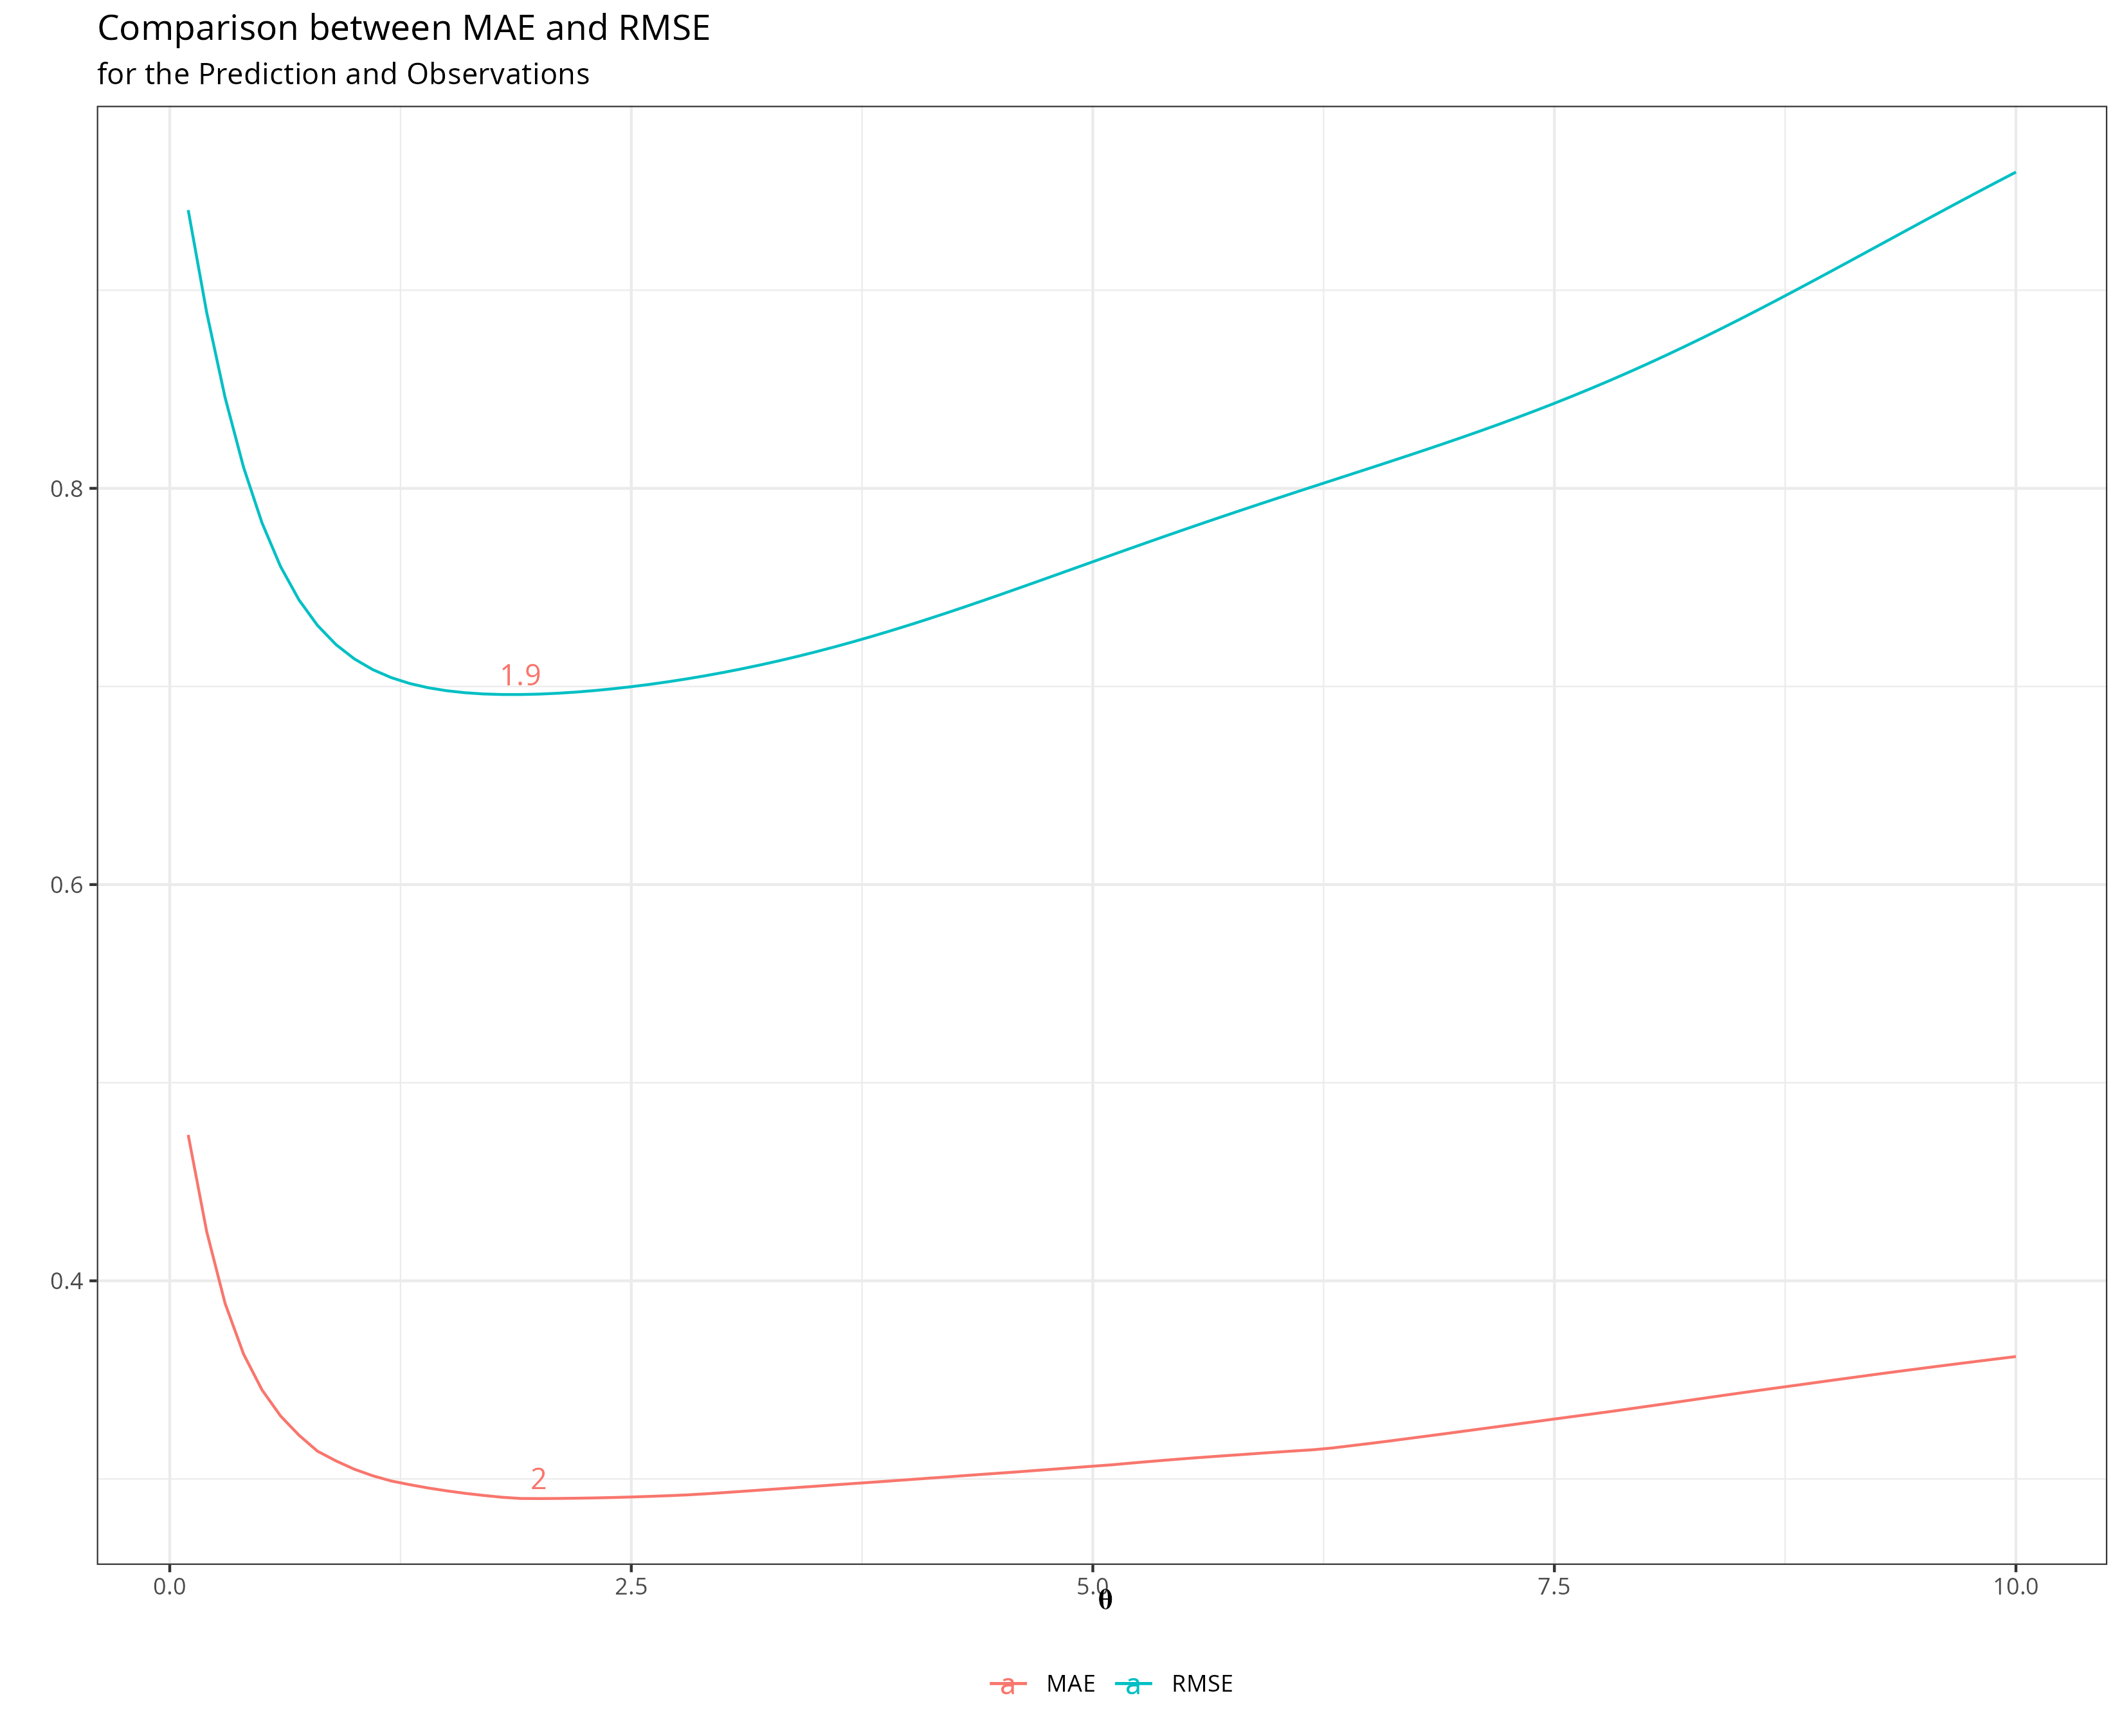 Comparison between MAE and RMSE
for the Prediction and Observations
0.8
0.6
0.4
1.9
2
0.0 2.5 5.0 7.5 10.0
θ
a MAE a RMSE